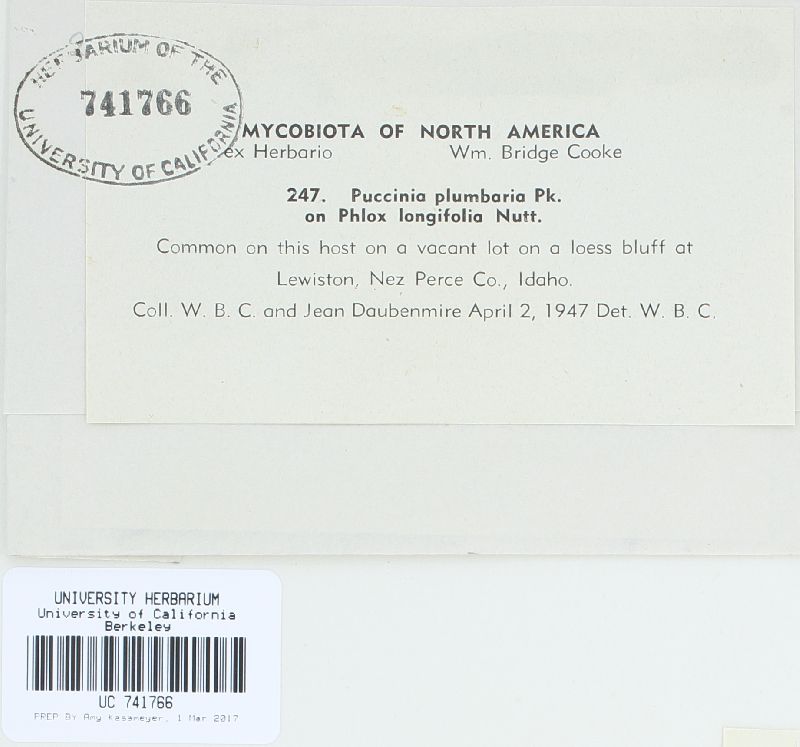 HERBARIUM OF THE
741766
UNIVERSITY OF CALIFORNIA
MYCOBIOTA OF NORTH AMERICA
ex Herbario Wm. Bridge Cooke
247. Puccinia plumbaria Pk.
on Phlox longifolia Nutt.
Common on this host on a vacant lot on a loess bluff at
Lewiston, Nez Perce Co., Idaho.
Coll. W. B. C. and Jean Daubenmire April 2, 1947 Det. W. B. C.
UNIVERSITY HERBARIUM
University of California
Berkeley
UC 741766
PREP BY Amy Kasameyer, 1 Mar 2017